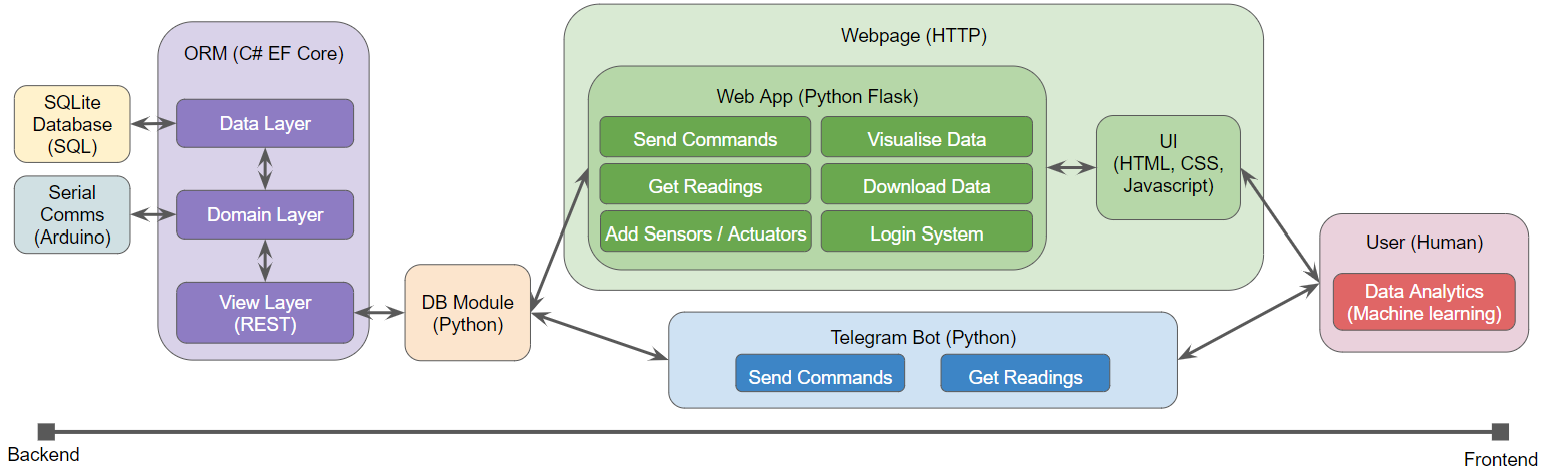 SQLite
Database
(SQL)
Serial
Comms
(Arduino)
ORM (C# EF Core)
Data Layer
Domain Layer
View Layer
(REST)
DB Module
(Python)
Webpage (HTTP)
Web App (Python Flask)
Send Commands
Visualise Data
Get Readings
Download Data
Add Sensors / Actuators
Login System
UI
(HTML, CSS,
Javascript)
Telegram Bot (Python)
Send Commands
Get Readings
User (Human)
Data Analytics
(Machine learning)
Backend
Frontend